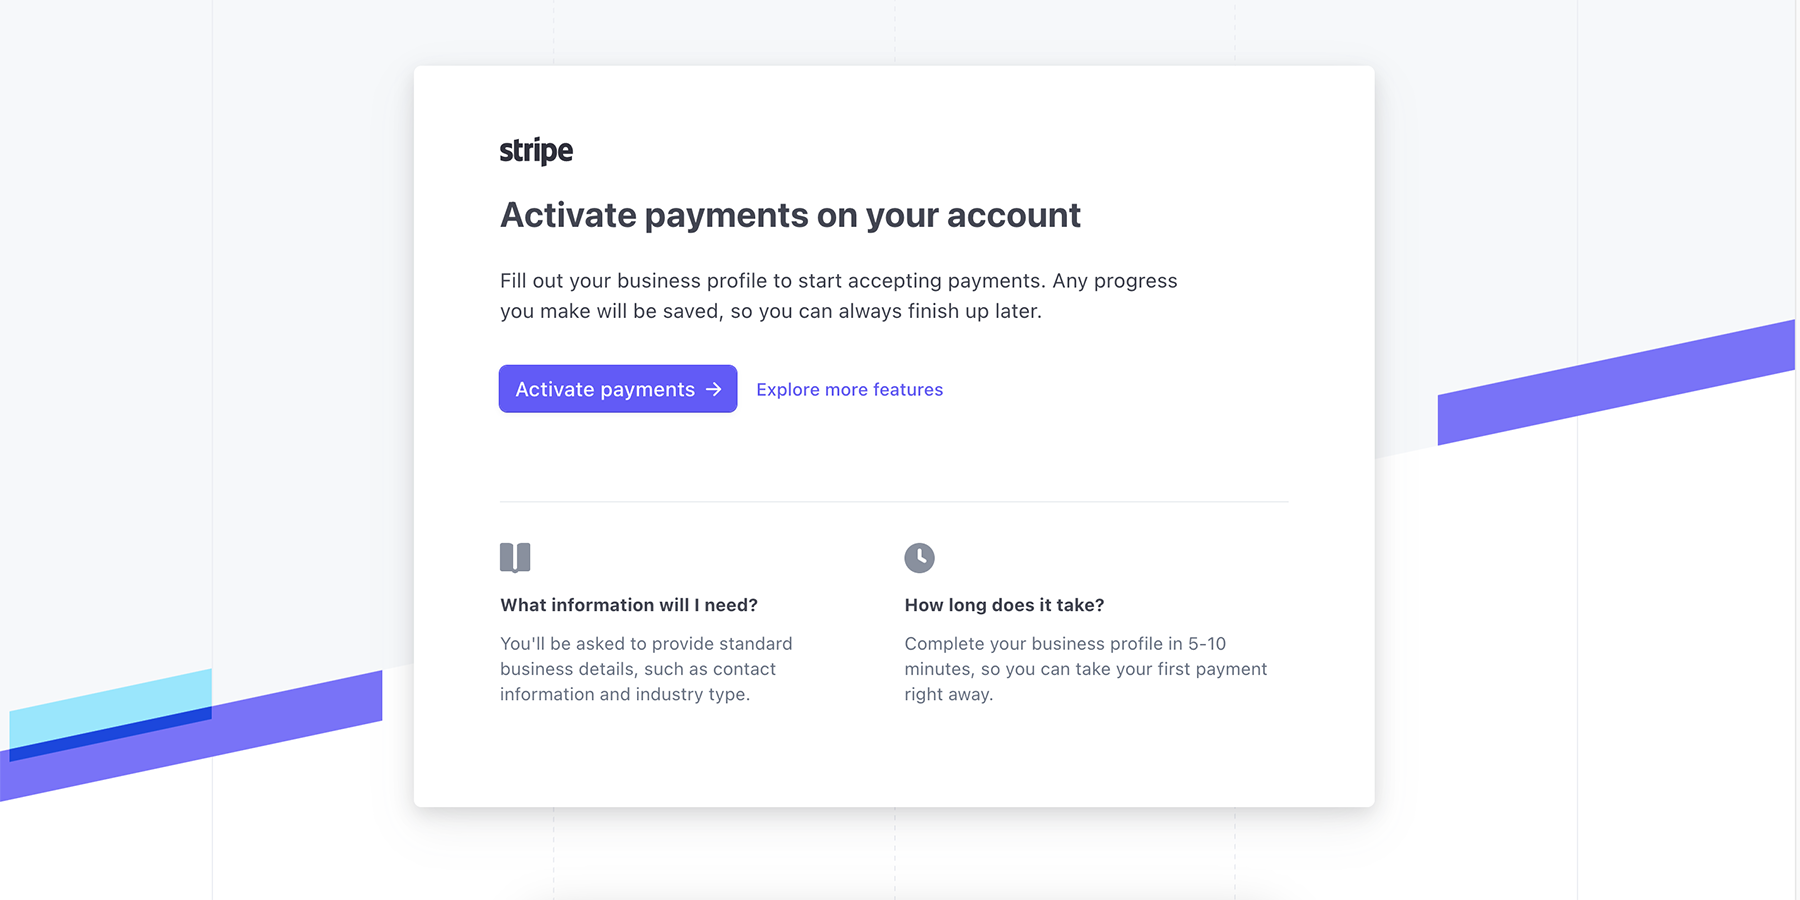 stripe
Activate payments on your account
Fill out your business profile to start accepting payments. Any progress
you make will be saved, so you can always finish up later.
Activate payments →
Explore more features
What information will I need?
You'll be asked to provide standard
business details, such as contact
information and industry type.
How long does it take?
Complete your business profile in 5-10
minutes, so you can take your first payment
right away.